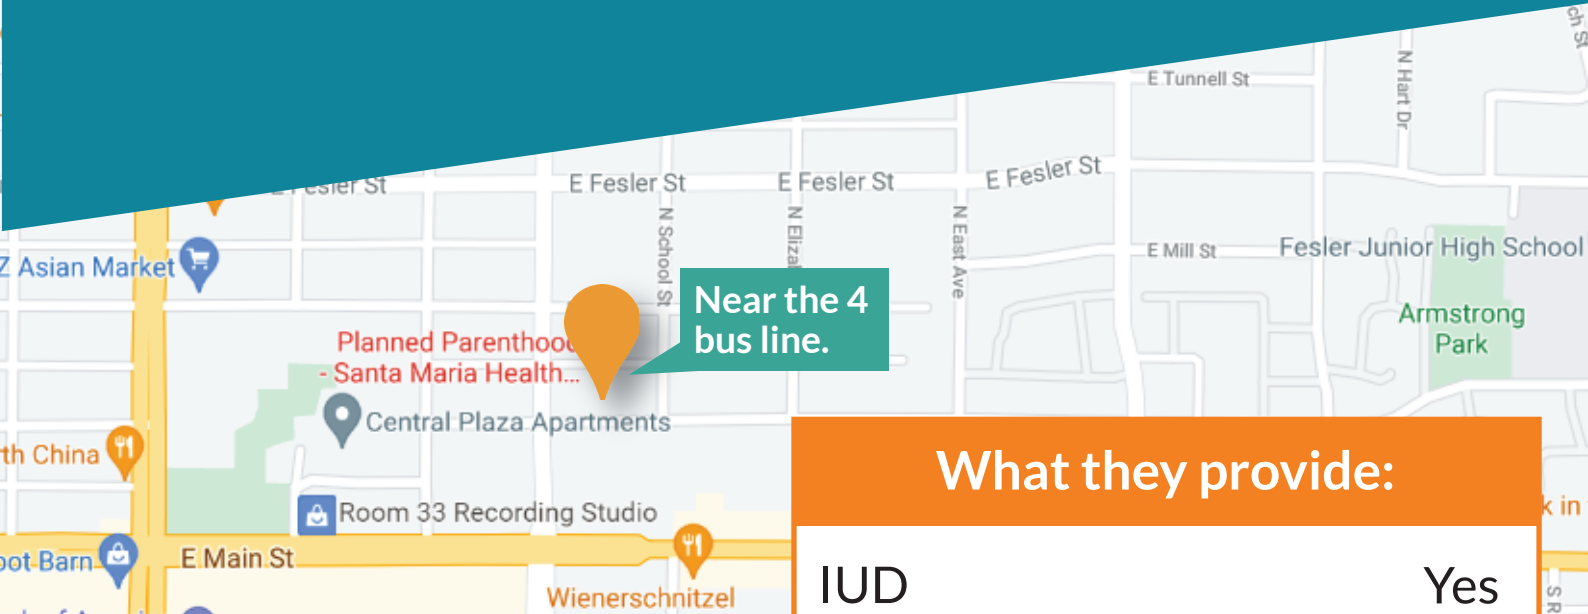 E Tunnell St
N Hart Dr
E Fesler St
E Fesler St
E Fesler St
E Fesler St
N School St
N East Ave
Asian Market
E Mill St
Fesler Junior High School
Near the 4
bus line.
Armstrong
Park
Planned
- Santa Maria Health...
Central Plaza Apartments
China
What they provide:
Room 33 Recording Studio
in
Barn
E Main St
IUD Yes
Wienerschnitzel